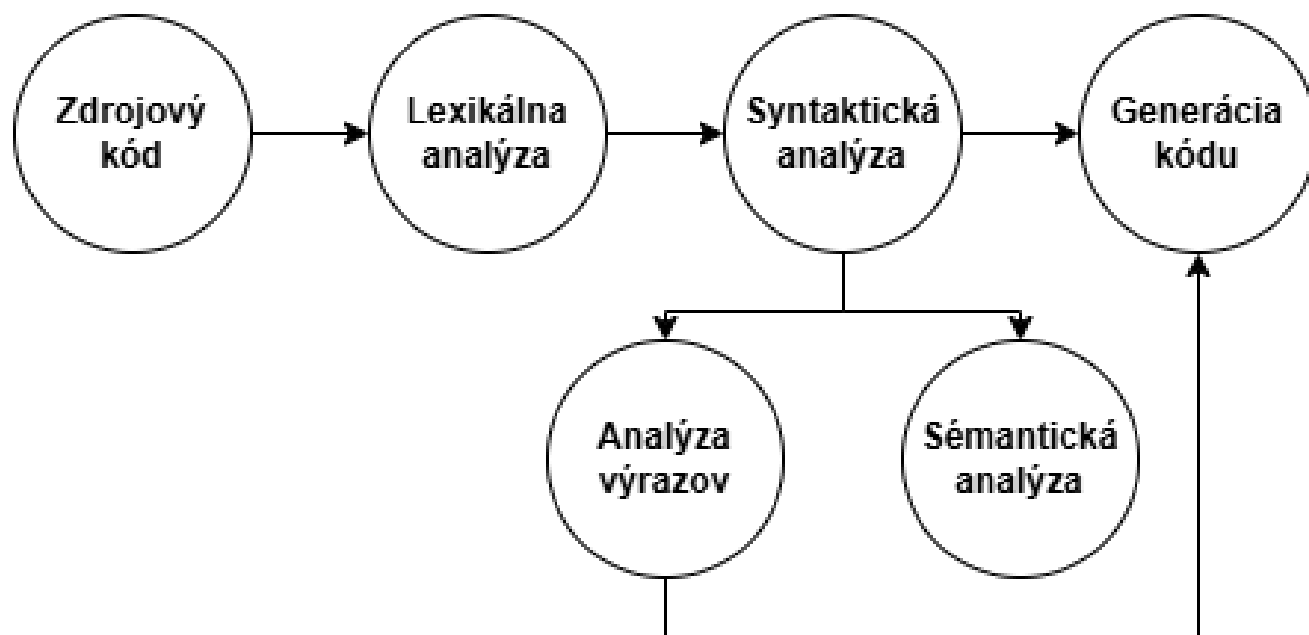 Zdrojový
kód
Lexikálna
analýza
Syntaktická
analýza
Generácia
kódu
Analýza
výrazov
Sémantická
analýza